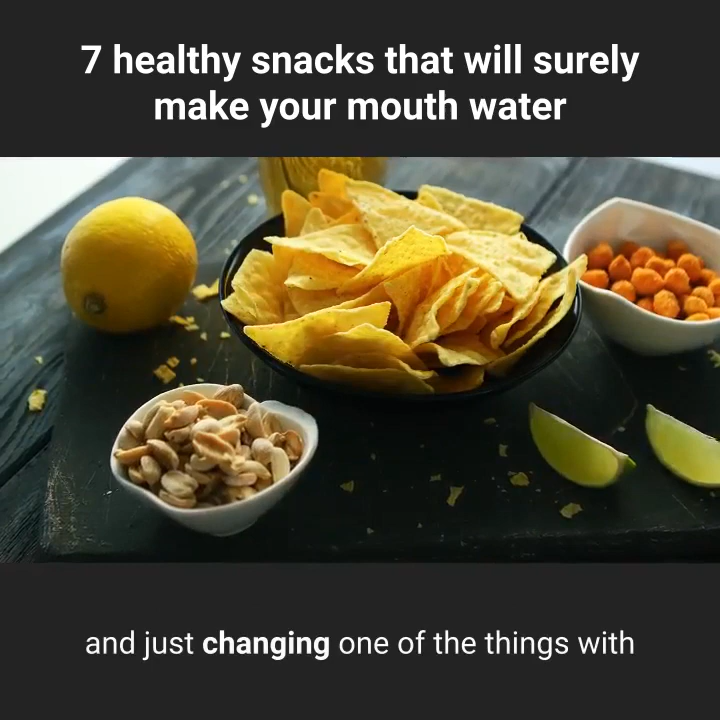 7 healthy snacks that will surely
make your mouth water
and just changing one of the things with